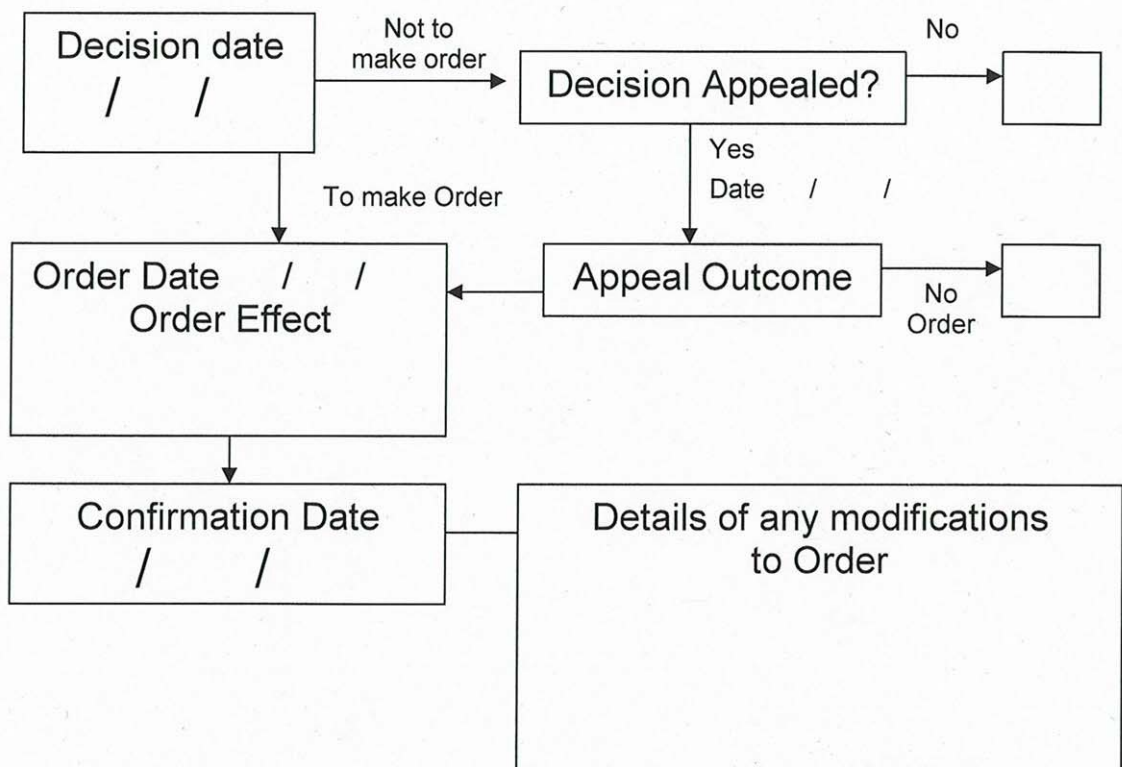 Decision date
/ /
Not to
make order
Decision Appealed?
No
Yes
Date / /
To make Order
Order Date / /
Order Effect
Appeal Outcome
No
Order
Confirmation Date
/ /
Details of any modifications
to Order